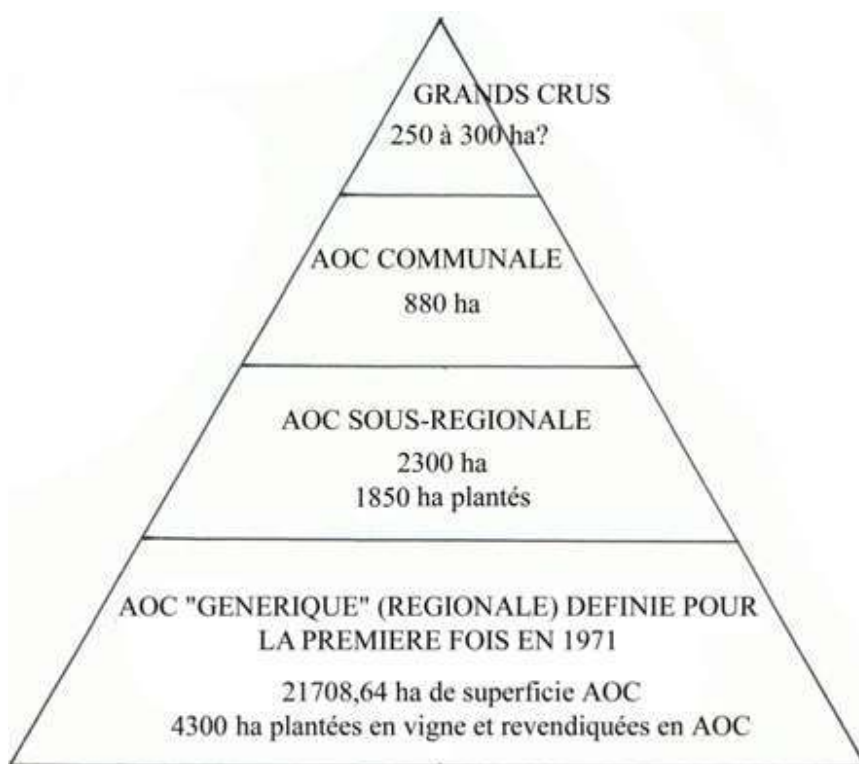 GRANDS CRUS
250 à 300 ha?
AOC COMMUNALE
880 ha
AOC SOUS-REGIONALE
2300 ha
1850 ha plantés
AOC "GENERIQUE" (REGIONALE) DEFINIE POUR
LA PREMIERE FOIS EN 1971
21708,64 ha de superficie AOC
4300 ha plantées en vigne et revendiquées en AOC